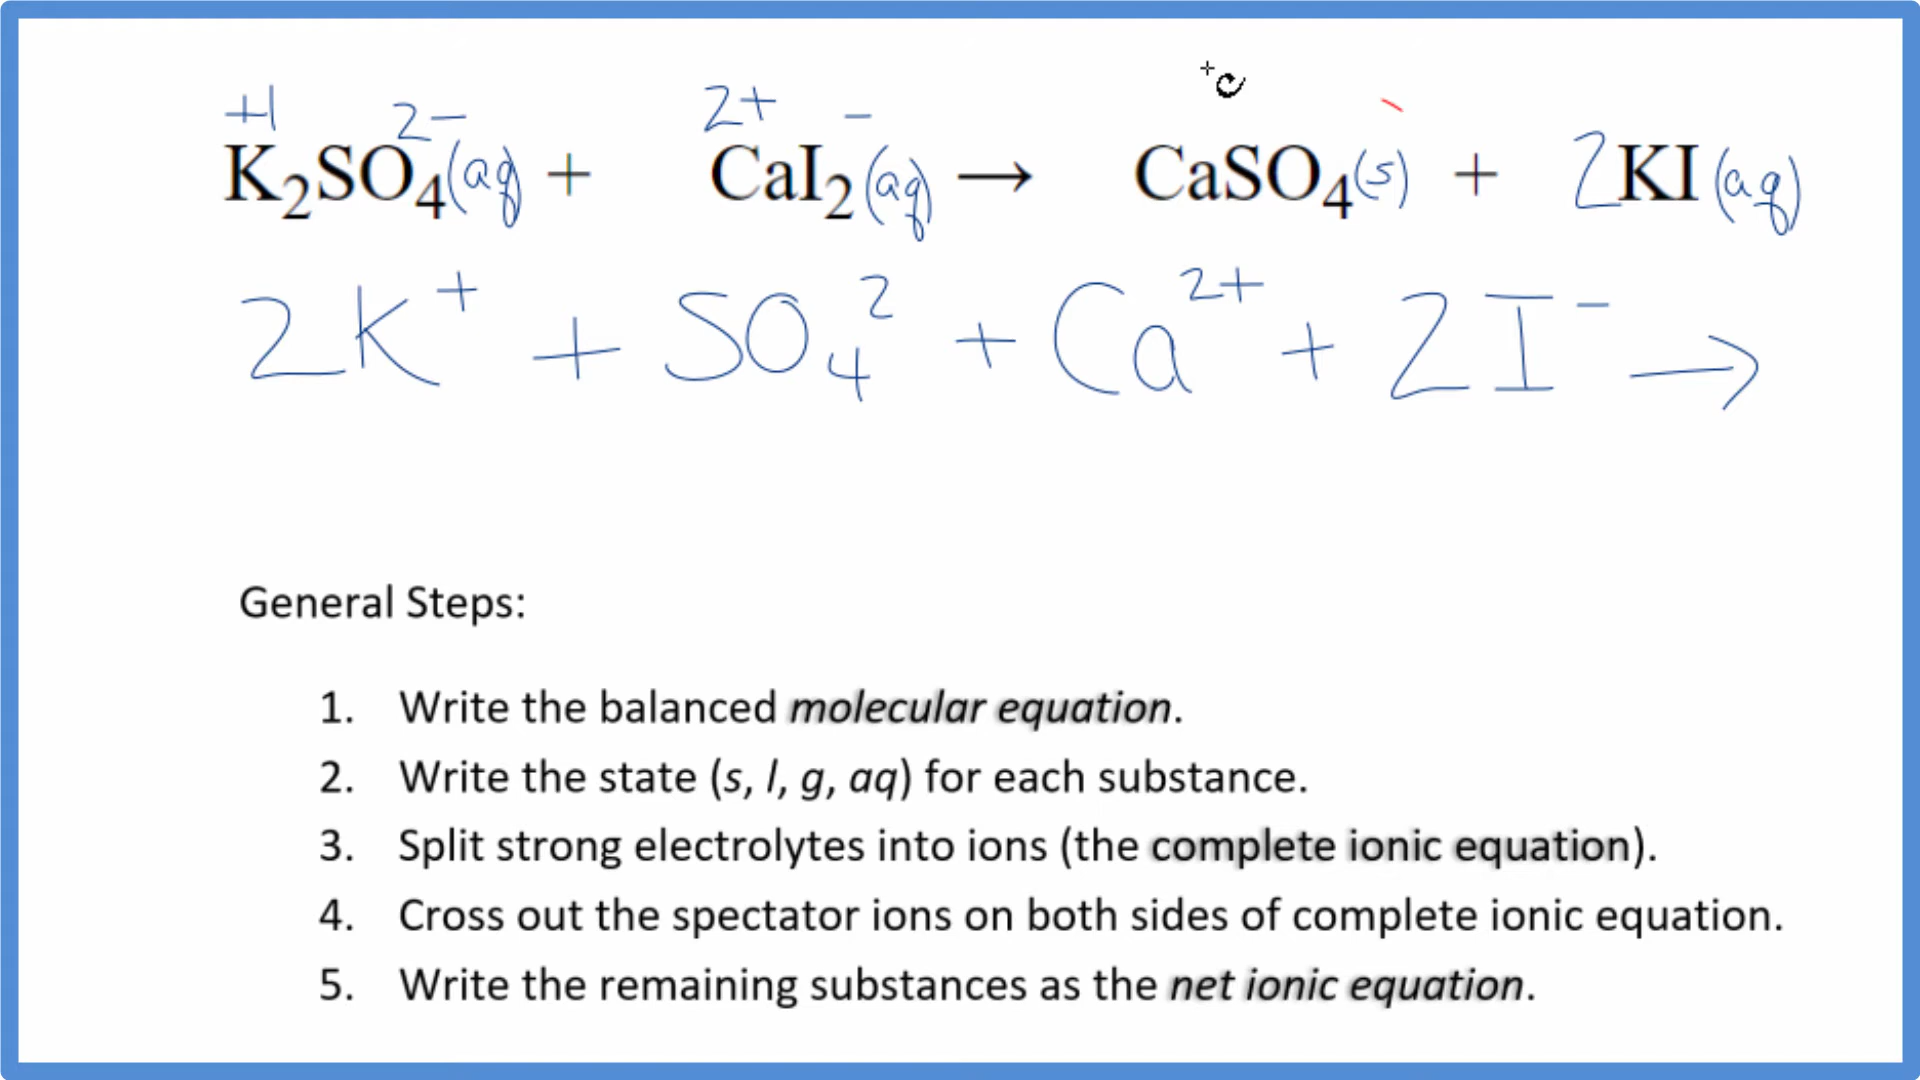 +1 2- 2+ -
K₂SO₄(aq) + CaI₂(aq) → CaSO₄(s) + 2KI(aq)
2K⁺ + SO₄² + Ca²⁺ + 2I⁻ →
General Steps:
1. Write the balanced molecular equation.
2. Write the state (s, l, g, aq) for each substance.
3. Split strong electrolytes into ions (the complete ionic equation).
4. Cross out the spectator ions on both sides of complete ionic equation.
5. Write the remaining substances as the net ionic equation.